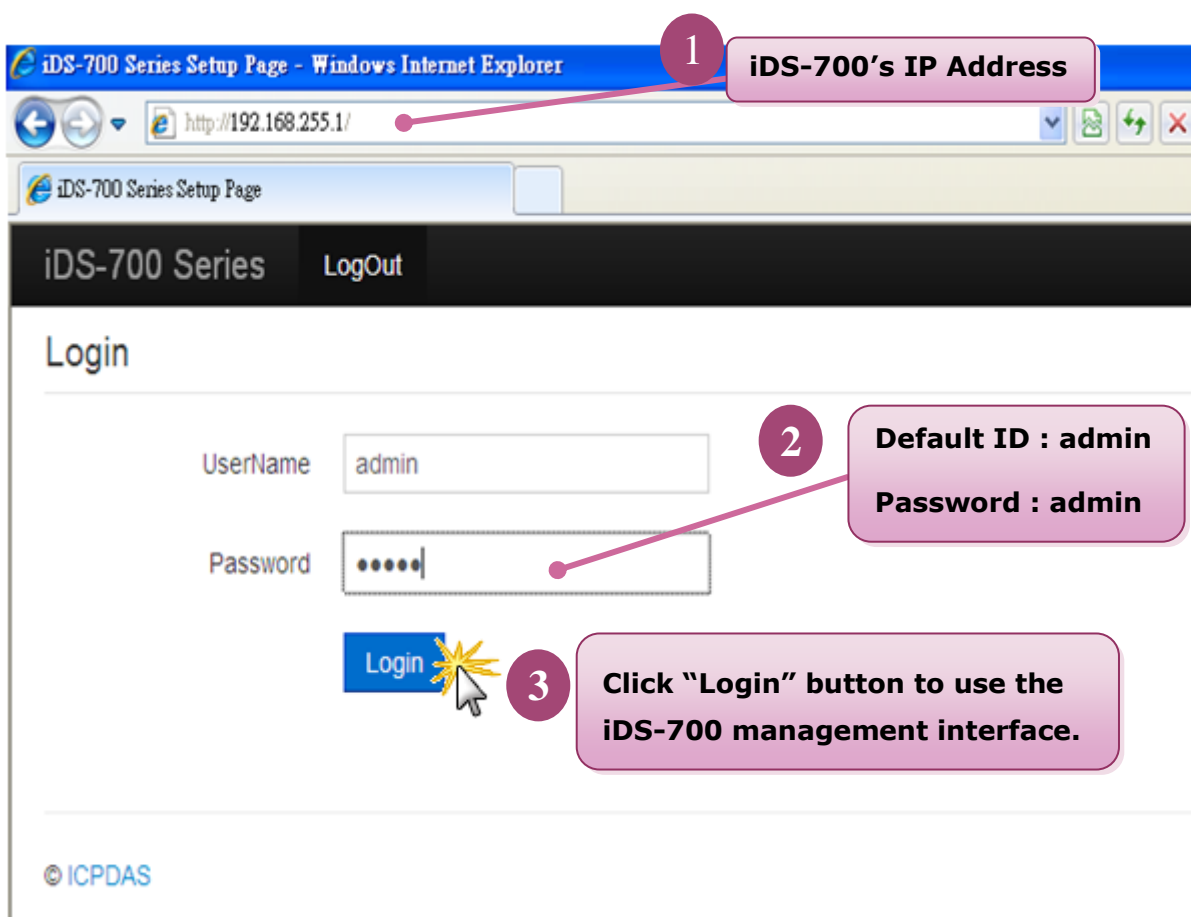 1
iDS-700 Series Setup Page - Windows Internet Explorer
iDS-700’s IP Address
http://192.168.255.1/
iDS-700 Series Setup Page
iDS-700 Series LogOut
Login
UserName admin
2
Default ID : admin
Password : admin
Password •••••
Login
3
Click “Login” button to use the
iDS-700 management interface.
© ICPDAS